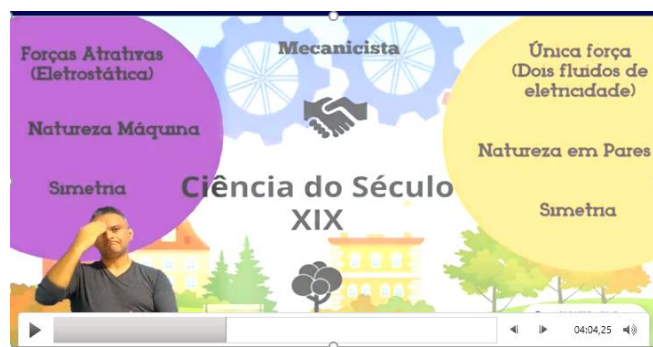 Forças Atrativas
(Eletrostática)
Natureza Máquina
Simetria
Mecanicista
Ciência do Século
XIX
Única força
(Dois fluidos de
eletricidade)
Natureza em Pares
Simetria
04:04,25